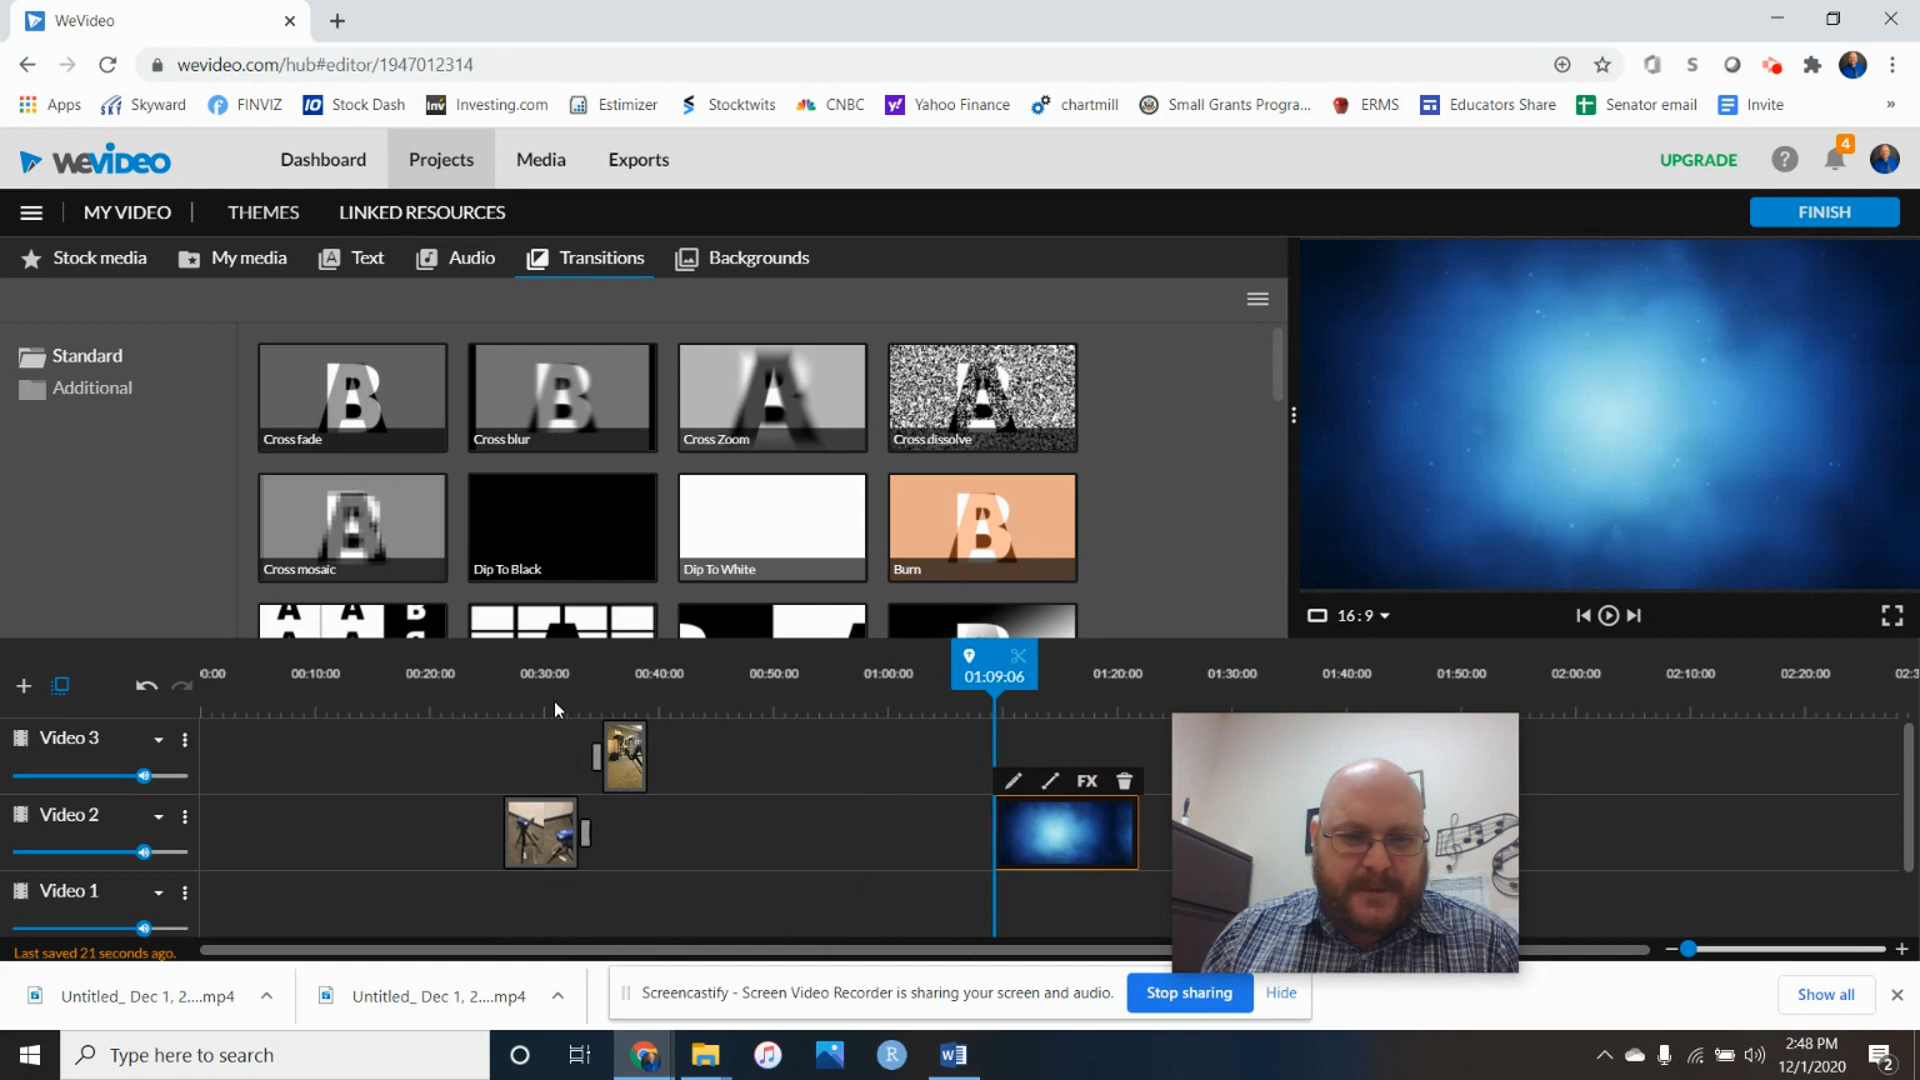 WeVideo
wevideo.com/hub#editor/1947012314
Apps Skyward FINVIZ Stock Dash Investing.com Estimizer Stocktwits CNBC Yahoo Finance chartmill Small Grants Progra... ERMS Educators Share Senator email Invite »
WEVIDEO Dashboard Projects Media Exports UPGRADE ? 4
MY VIDEO THEMES LINKED RESOURCES FINISH
Stock media My media Text Audio Transitions Backgrounds
Standard
Additional
Cross fade Cross blur Cross Zoom Cross dissolve
Cross mosaic Dip To Black Dip To White Burn
16:9
0:00 00:10:00 00:20:00 00:30:00 00:40:00 00:50:00 01:00:00 01:09:06 01:20:00 01:30:00 01:40:00 01:50:00 02:00:00 02:10:00 02:20:00 02:3
Video 3
FX
Video 2
Video 1
Last saved 21 seconds ago.
Untitled_ Dec 1, 2....mp4 Untitled_ Dec 1, 2....mp4 Screencastify - Screen Video Recorder is sharing your screen and audio. Stop sharing Hide Show all
Type here to search
2:48 PM
12/1/2020
2